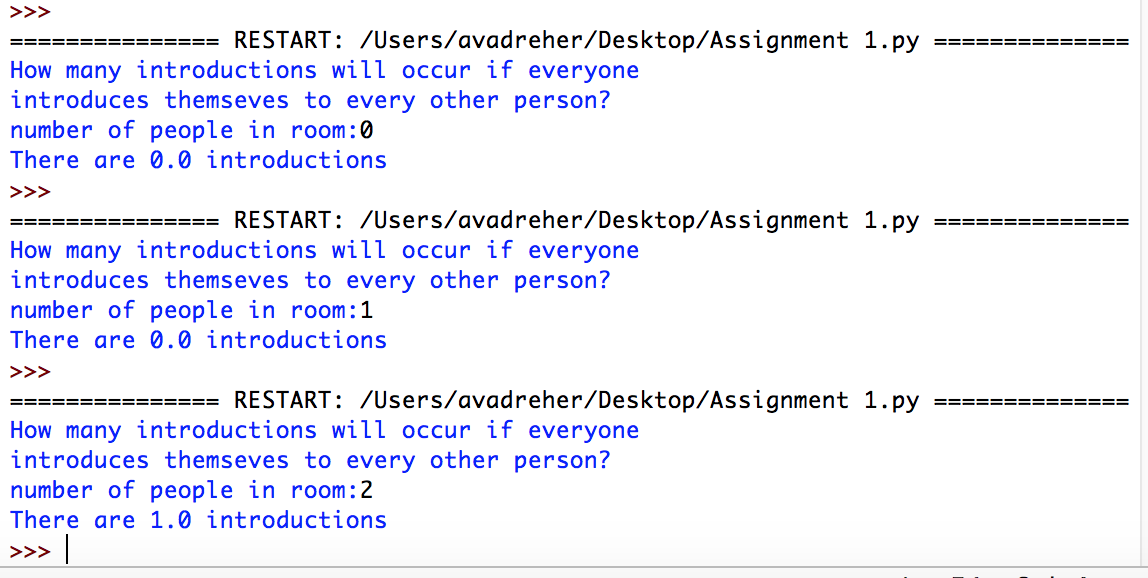 >>>
=============== RESTART: /Users/avadreher/Desktop/Assignment 1.py ==============
How many introductions will occur if everyone
introduces themseves to every other person?
number of people in room:0
There are 0.0 introductions
>>>
=============== RESTART: /Users/avadreher/Desktop/Assignment 1.py ==============
How many introductions will occur if everyone
introduces themseves to every other person?
number of people in room:1
There are 0.0 introductions
>>>
=============== RESTART: /Users/avadreher/Desktop/Assignment 1.py ==============
How many introductions will occur if everyone
introduces themseves to every other person?
number of people in room:2
There are 1.0 introductions
>>>